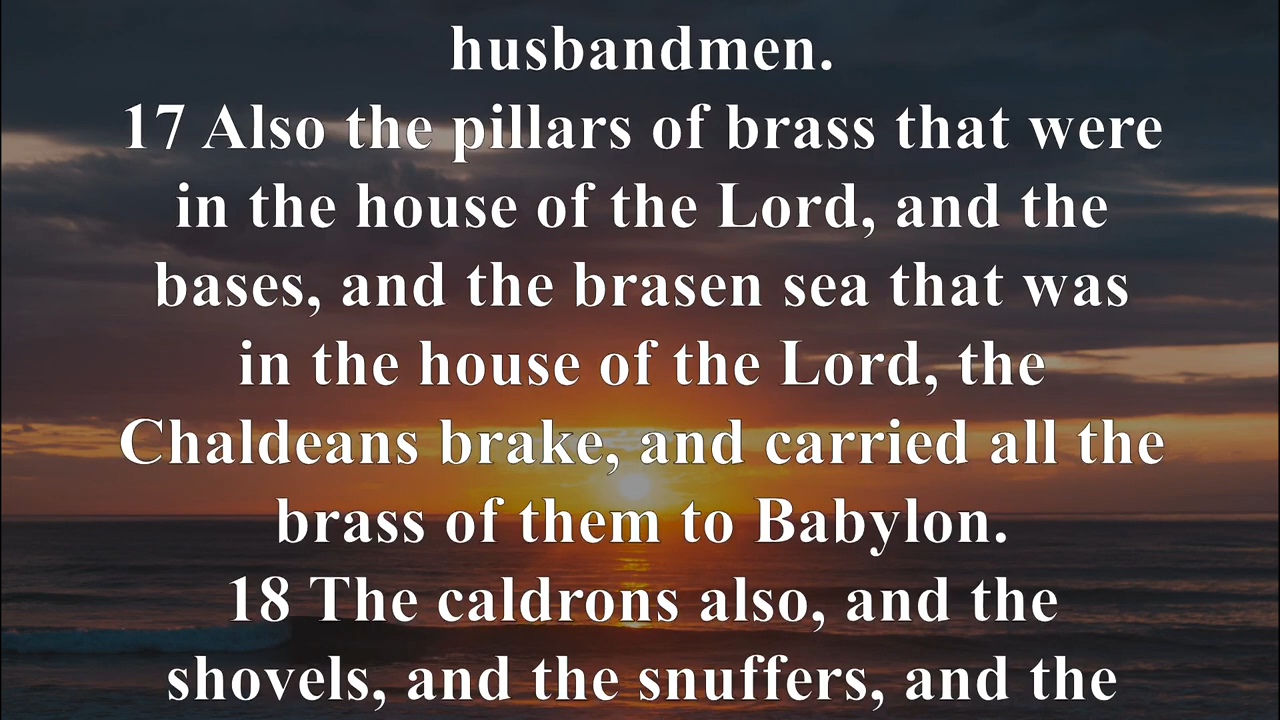 husbandmen.
17 Also the pillars of brass that were
in the house of the Lord, and the
bases, and the brasen sea that was
in the house of the Lord, the
Chaldeans brake, and carried all the
brass of them to Babylon.
18 The caldrons also, and the
shovels, and the snuffers, and the